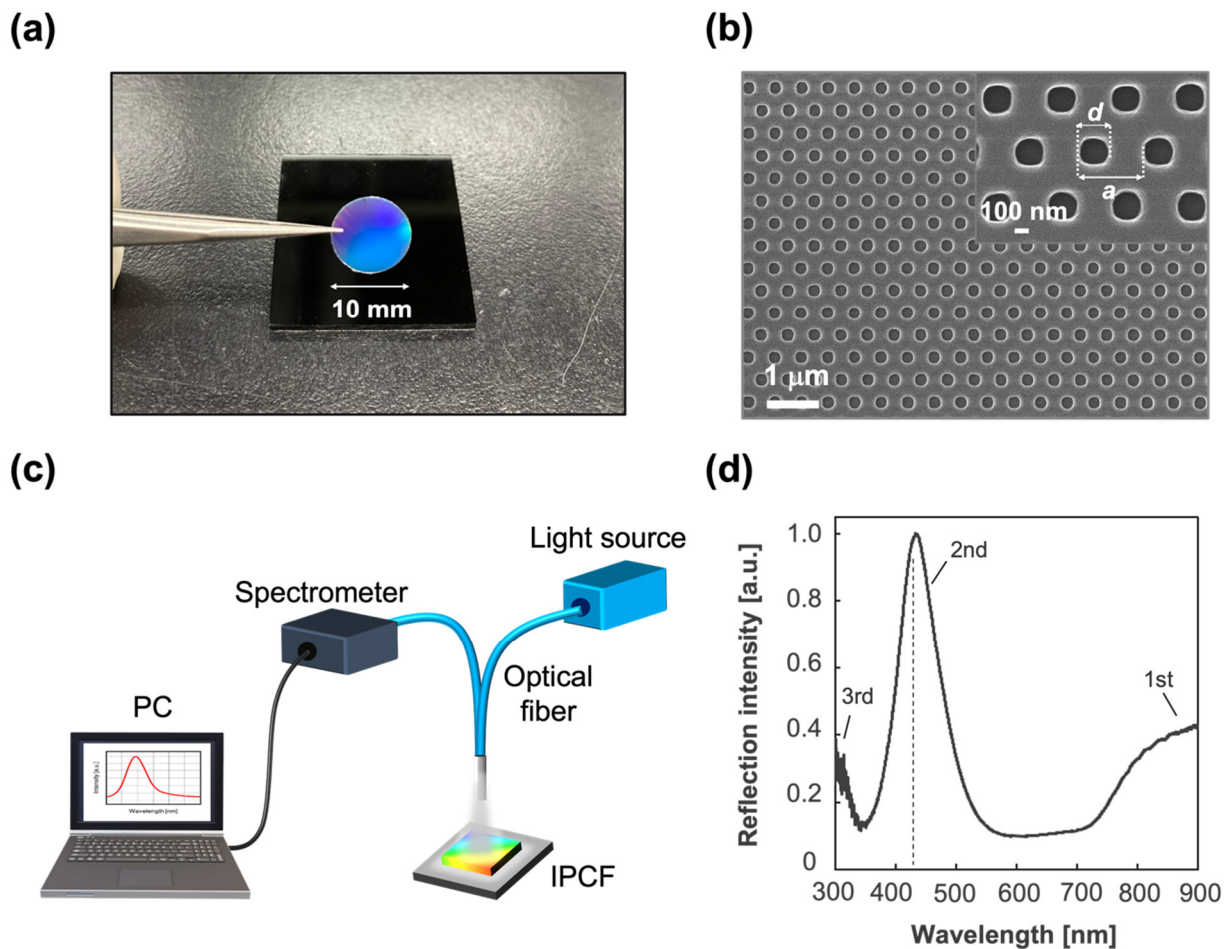 (a)
10 mm
(b)
d
a
100 nm
1 μm
(c)
Light source
Spectrometer
Optical
fiber
PC
Intensity [a.u.]
Wavelength [nm]
IPCF
(d)
Reflection intensity [a.u.]
1.0
0.8
0.6
0.4
0.2
0
2nd
1st
3rd
300 400 500 600 700 800 900
Wavelength [nm]